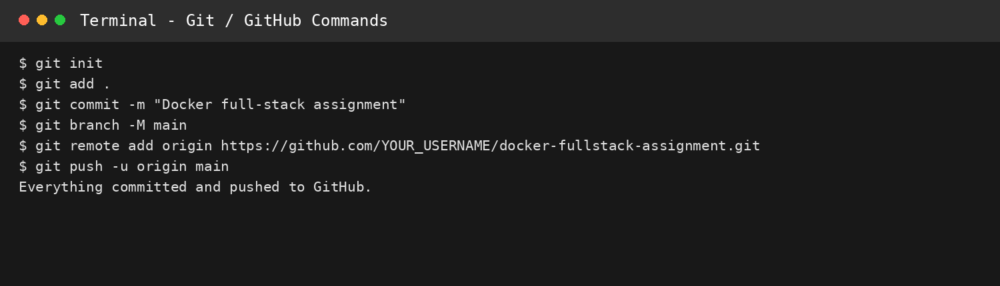 Terminal - Git / GitHub Commands
$ git init
$ git add .
$ git commit -m "Docker full-stack assignment"
$ git branch -M main
$ git remote add origin https://github.com/YOUR_USERNAME/docker-fullstack-assignment.git
$ git push -u origin main
Everything committed and pushed to GitHub.